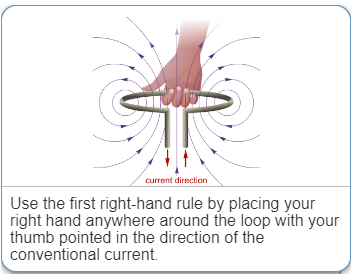 current direction
Use the first right-hand rule by placing your
right hand anywhere around the loop with your
thumb pointed in the direction of the
conventional current.